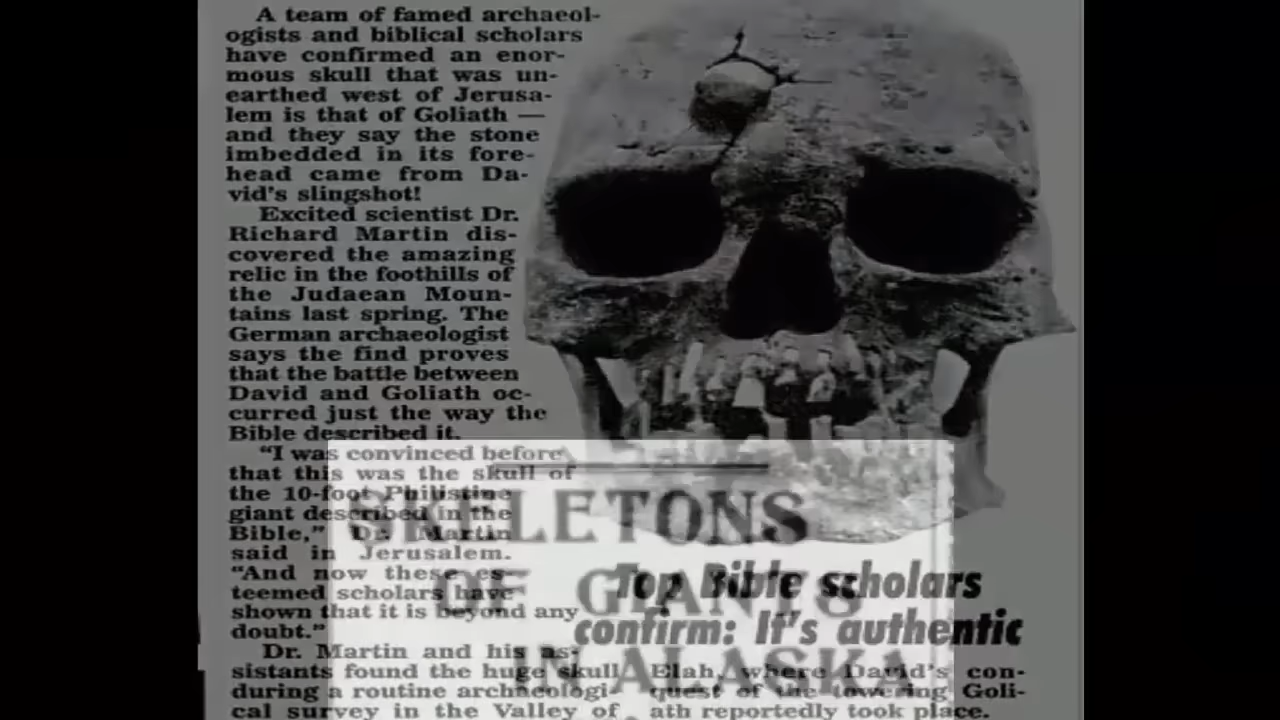 A team of famed archaeol-
ogists and biblical scholars
have confirmed an enor-
mous skull that was un-
earthed west of Jerusa-
lem is that of Goliath —
and they say the stone
imbedded in its fore-
head came from Da-
vid's slingshot!
Excited scientist Dr.
Richard Martin dis-
covered the amazing
relic in the foothills of
the Judaean Moun-
tains last spring. The
German archaeologist
says the find proves
that the battle between
David and Goliath oc-
curred just the way the
Bible described it.
"I was convinced before
that this was the skull of
the 10-foot Philistine
giant described in the
Bible," Dr. Martin
said in Jerusalem.
"And now these es-
teemed scholars have
shown that it is beyond any
doubt."
Dr. Martin and his as-
sistants found the huge skull
during a routine archaeologi-
cal survey in the Valley of
Elah, where David's con-
quest of the towering Goli-
ath reportedly took place.
Top Bible scholars
confirm: It's authentic
SKELETONS
OF GIANTS
IN ALASKA